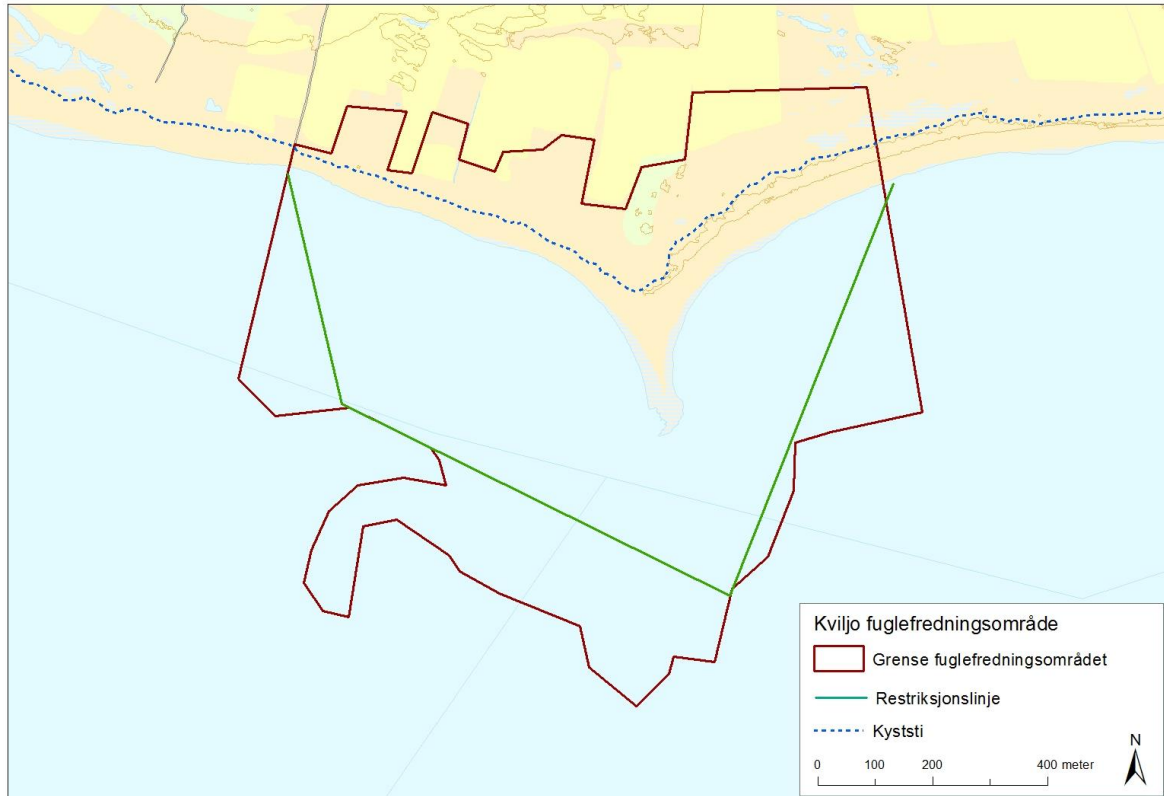 Kviljo fuglefredningsområde
Grense fuglefredningsområdet
Restriksjonslinje
Kyststi
N
0 100 200 400 meter